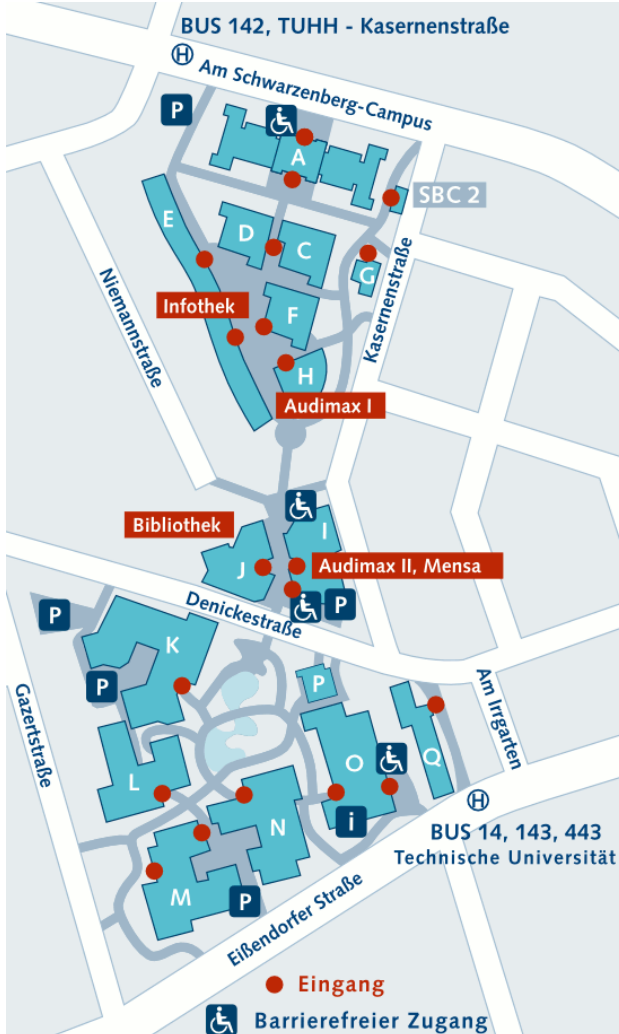 BUS 142, TUHH - Kasernenstraße
H
Am Schwarzenberg-Campus
P
A
SBC 2
E
D
C
G
Infothek
F
Niemannstraße
Kasernenstraße
H
Audimax I
Bibliothek
I
J
Audimax II, Mensa
Denickestraße
P
P
K
P
P
Am Irrgarten
Gazertstraße
L
O
Q
H
i
N
BUS 14, 143, 443
Technische Universität
M
P
Eißendorfer Straße
Eingang
Barrierefreier Zugang